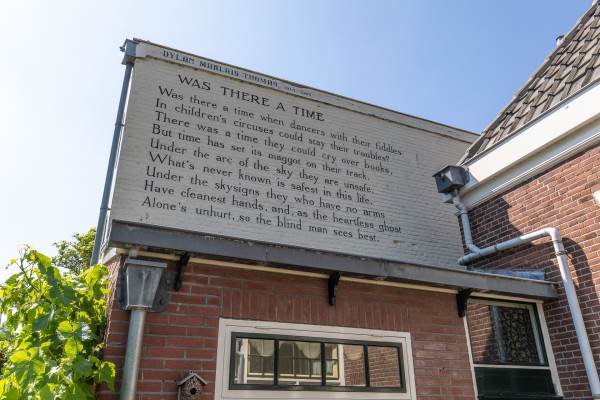 DYLAN MARLAIS THOMAS
WAS THERE A TIME
Was there a time when dancers with their fiddles
In children's circuses could stay their troubles?
There was a time they could cry over books,
But time has set its maggot on their track.
Under the arc of the sky they are unsafe.
What's never known is safest in this life.
Under the skysigns they who have no arms
Have cleanest hands, and, as the heartless ghost
Alone's unhurt, so the blind man sees best.